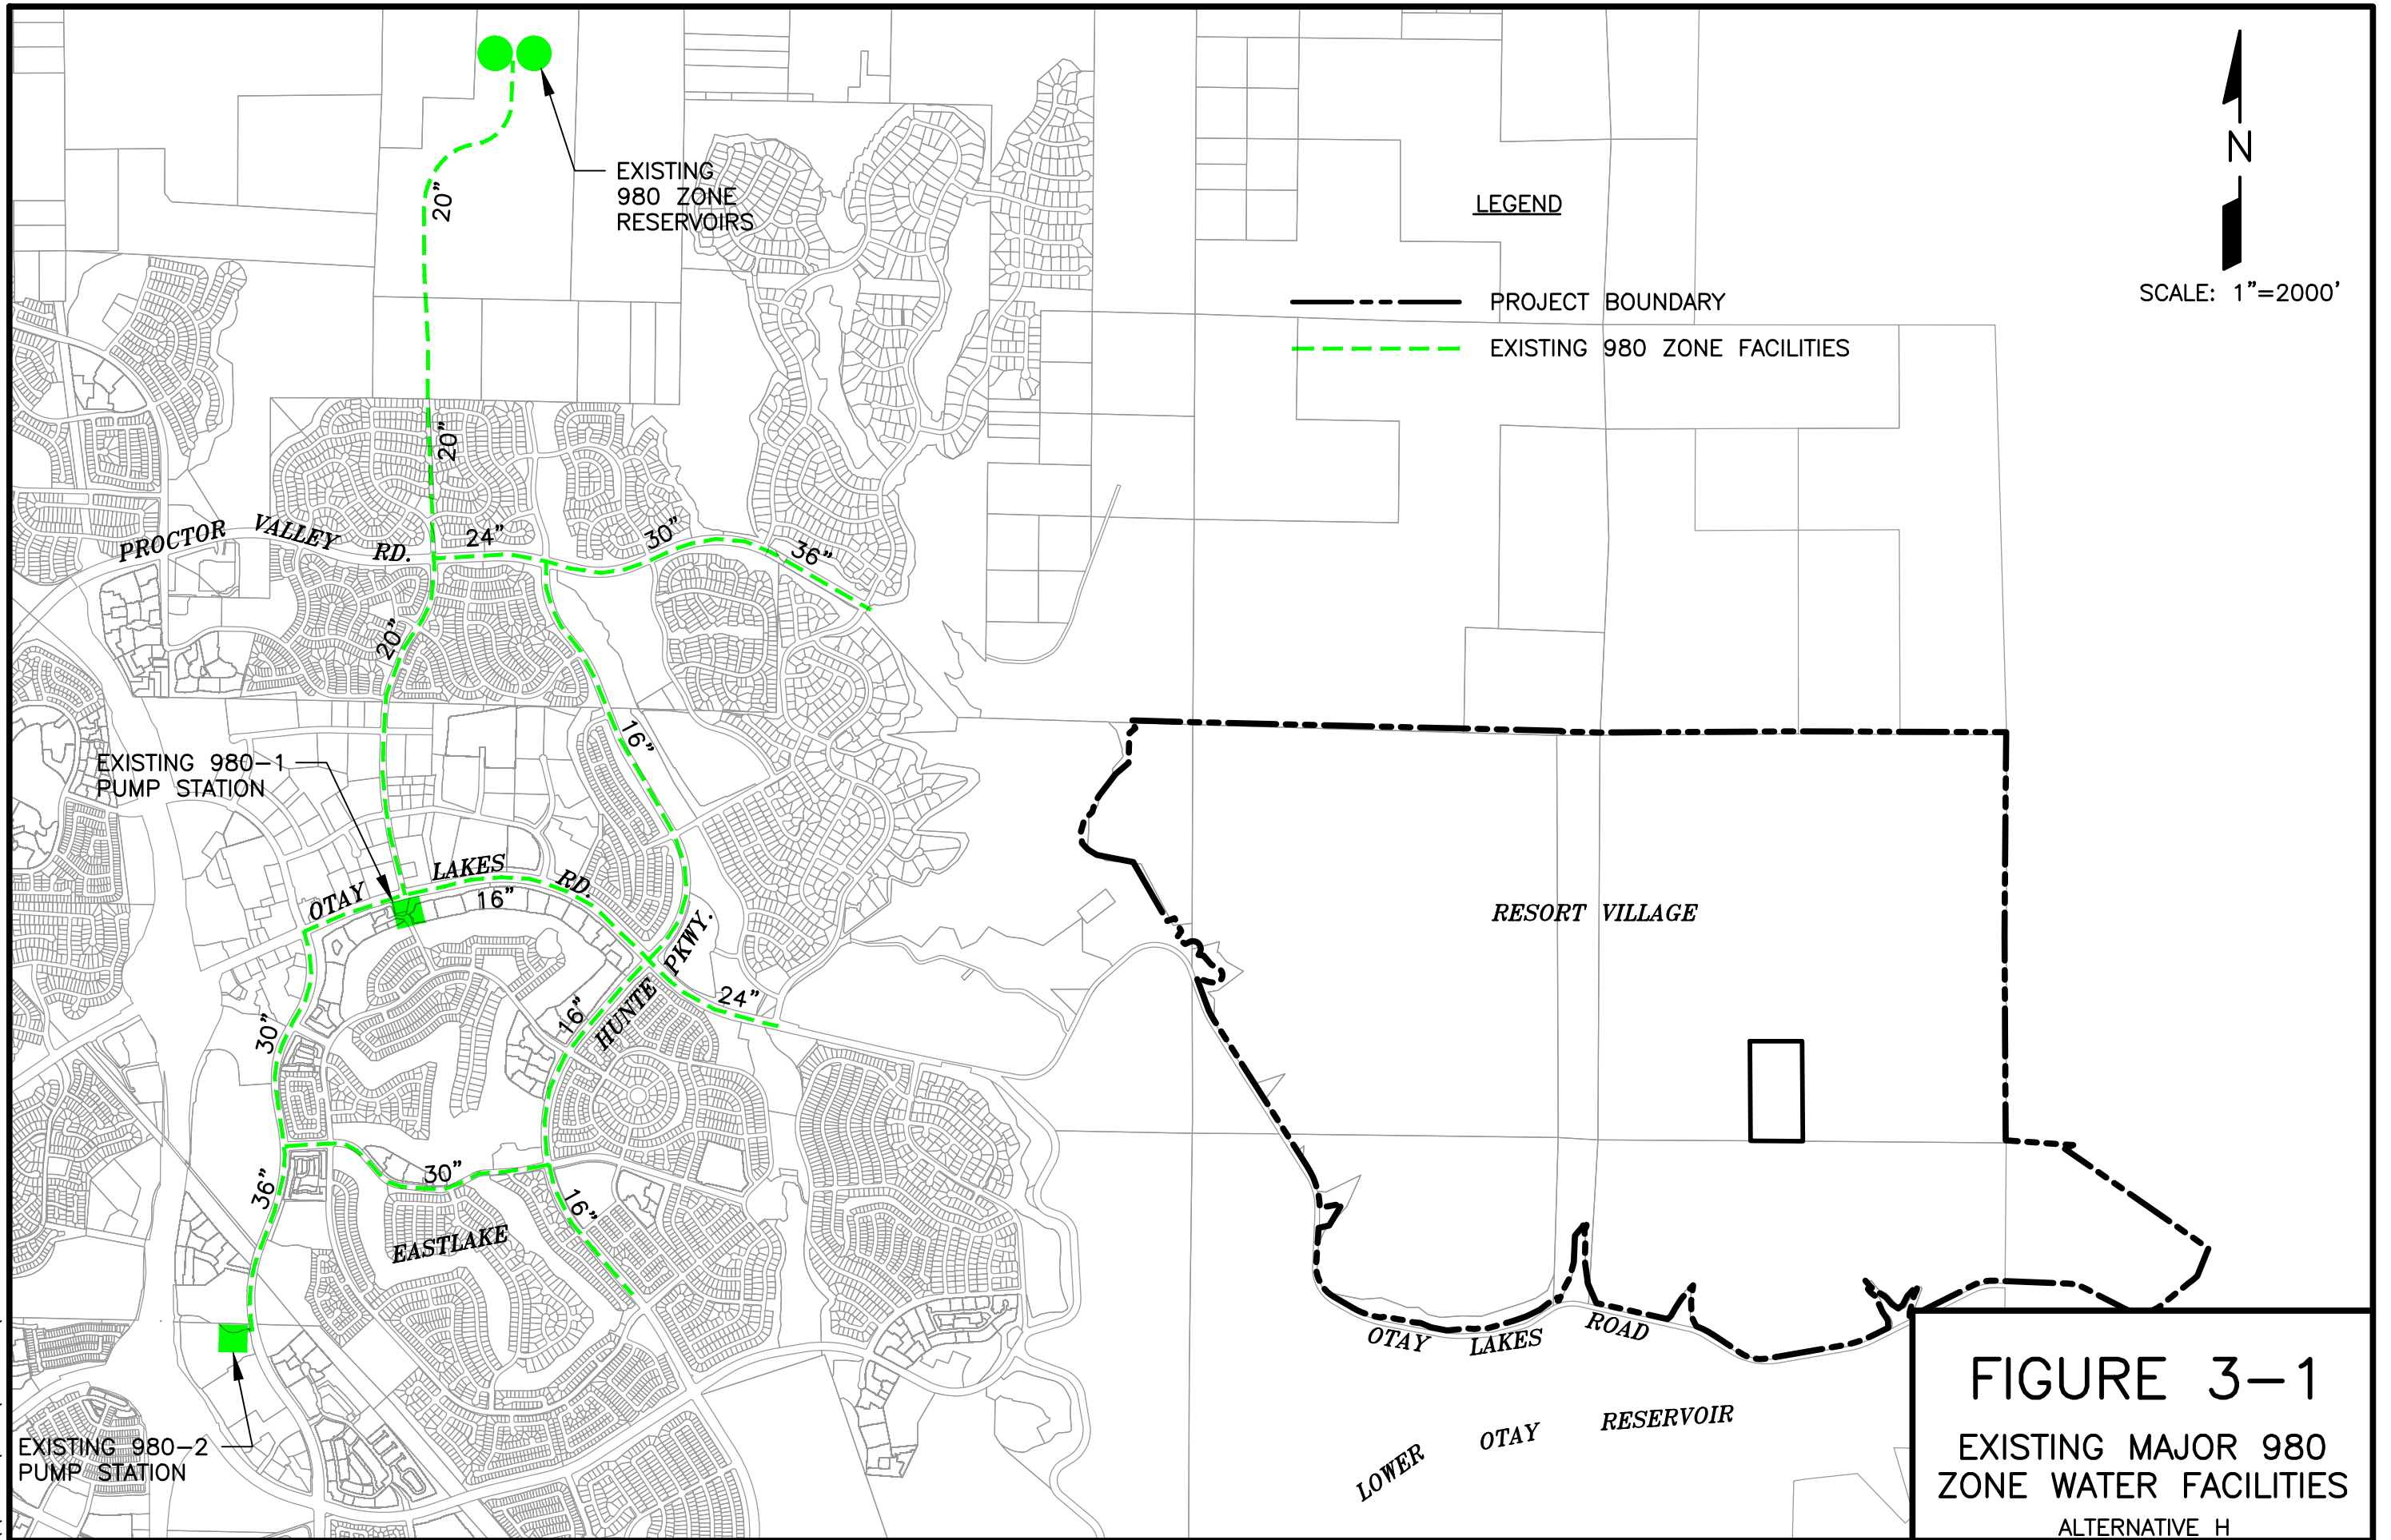 EXISTING
980 ZONE
RESERVOIRS
20"
LEGEND
N
SCALE: 1"=2000'
PROJECT BOUNDARY
EXISTING 980 ZONE FACILITIES
20"
PROCTOR VALLEY RD.
24"
30"
36"
20"
16"
EXISTING 980-1
PUMP STATION
OTAY LAKES RD.
16"
HUNTE PKWY.
24"
16"
30"
RESORT VILLAGE
36"
30"
16"
EASTLAKE
EXISTING 980-2
PUMP STATION
OTAY LAKES ROAD
LOWER OTAY RESERVOIR
FIGURE 3-1
EXISTING MAJOR 980
ZONE WATER FACILITIES
ALTERNATIVE H